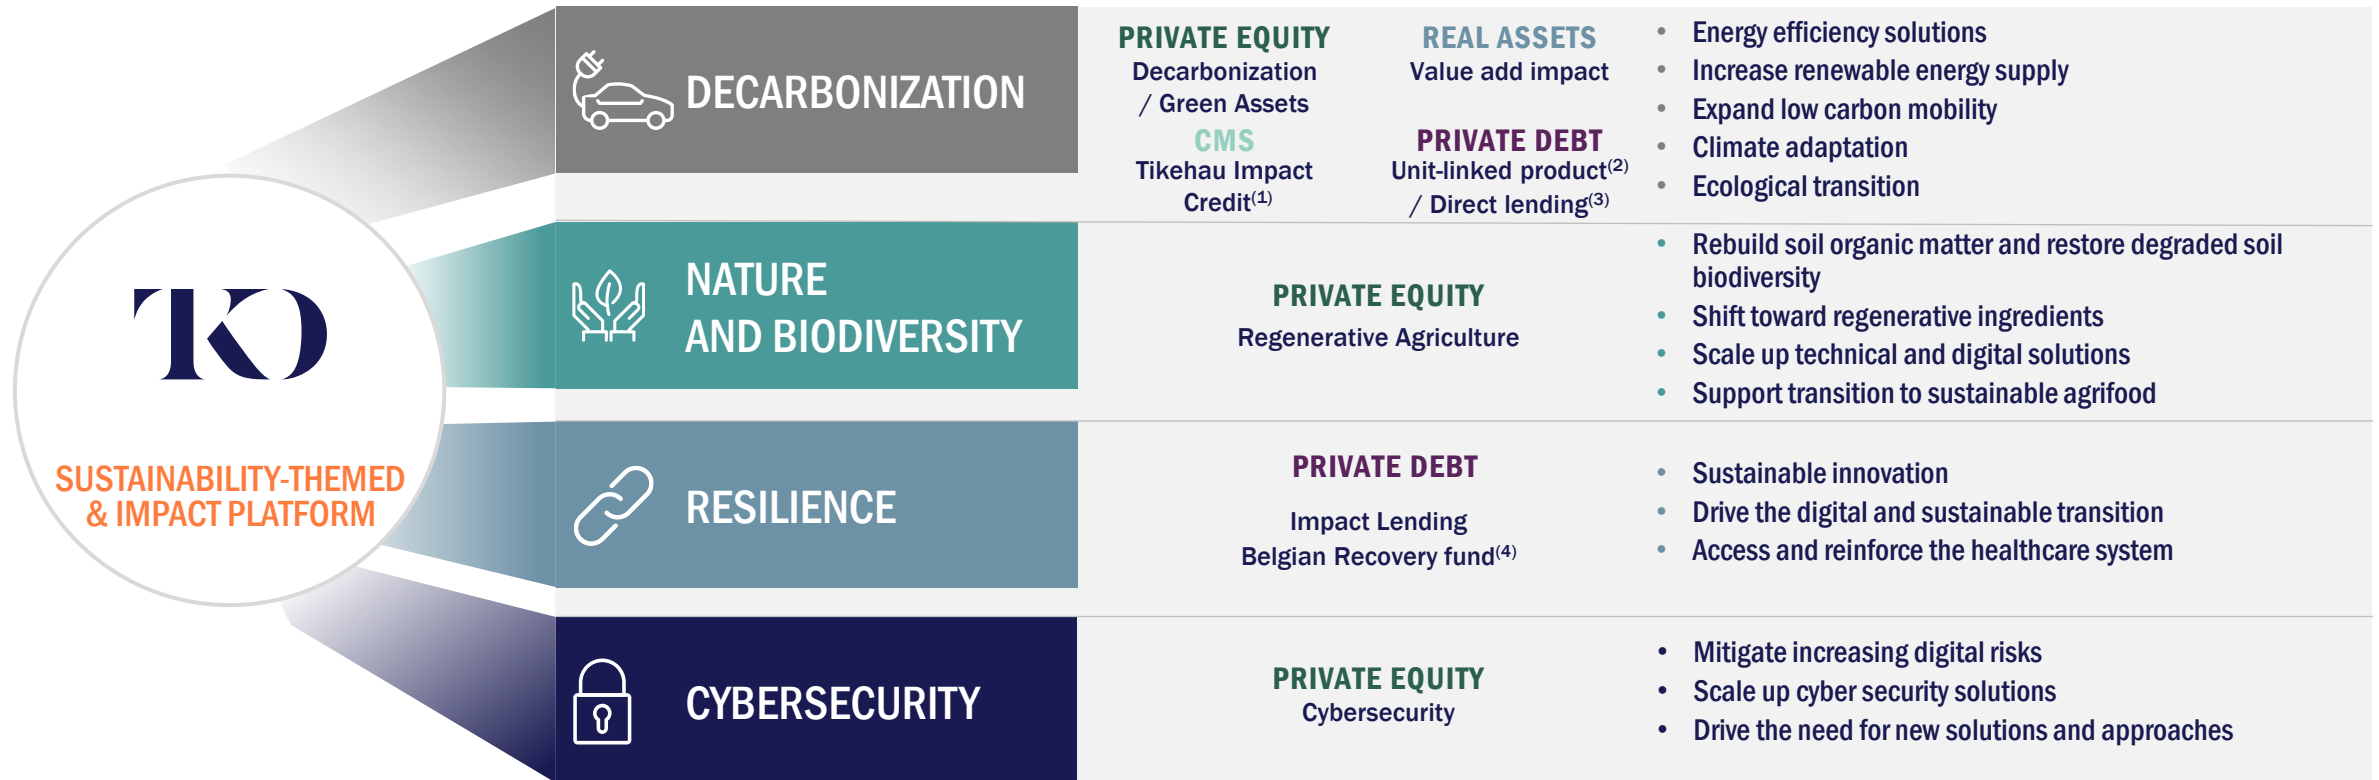 TKO
SUSTAINABILITY-THEMED
& IMPACT PLATFORM
DECARBONIZATION
PRIVATE EQUITY
Decarbonization
/ Green Assets
REAL ASSETS
Value add impact
CMS
Tikehau Impact
Credit(1)
PRIVATE DEBT
Unit-linked product(2)
/ Direct lending(3)
• Energy efficiency solutions
• Increase renewable energy supply
• Expand low carbon mobility
• Climate adaptation
• Ecological transition
NATURE
AND BIODIVERSITY
PRIVATE EQUITY
Regenerative Agriculture
• Rebuild soil organic matter and restore degraded soil
biodiversity
• Shift toward regenerative ingredients
• Scale up technical and digital solutions
• Support transition to sustainable agrifood
RESILIENCE
PRIVATE DEBT
Impact Lending
Belgian Recovery fund(4)
• Sustainable innovation
• Drive the digital and sustainable transition
• Access and reinforce the healthcare system
CYBERSECURITY
PRIVATE EQUITY
Cybersecurity
• Mitigate increasing digital risks
• Scale up cyber security solutions
• Drive the need for new solutions and approaches